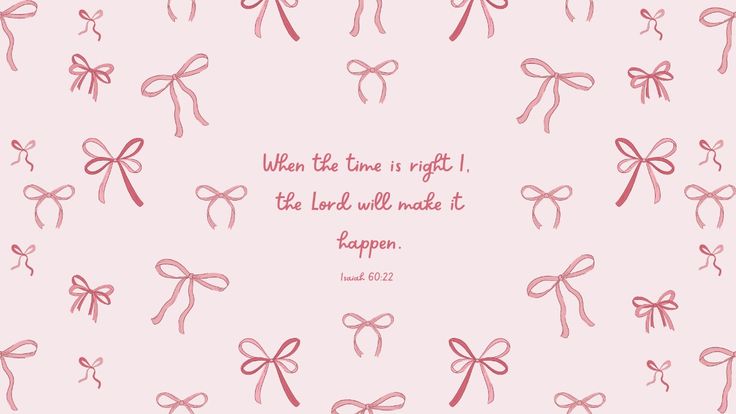 When the time is right I,
the Lord will make it
happen.
Isaiah 60:22